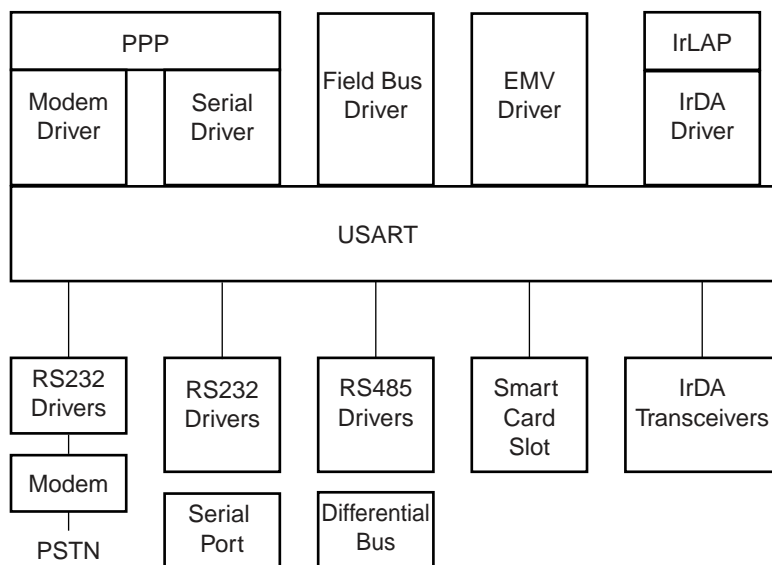 PPP
Modem
Driver
Serial
Driver
Field Bus
Driver
EMV
Driver
IrLAP
IrDA
Driver
USART
RS232
Drivers
Modem
PSTN
RS232
Drivers
Serial
Port
RS485
Drivers
Differential
Bus
Smart
Card
Slot
IrDA
Transceivers